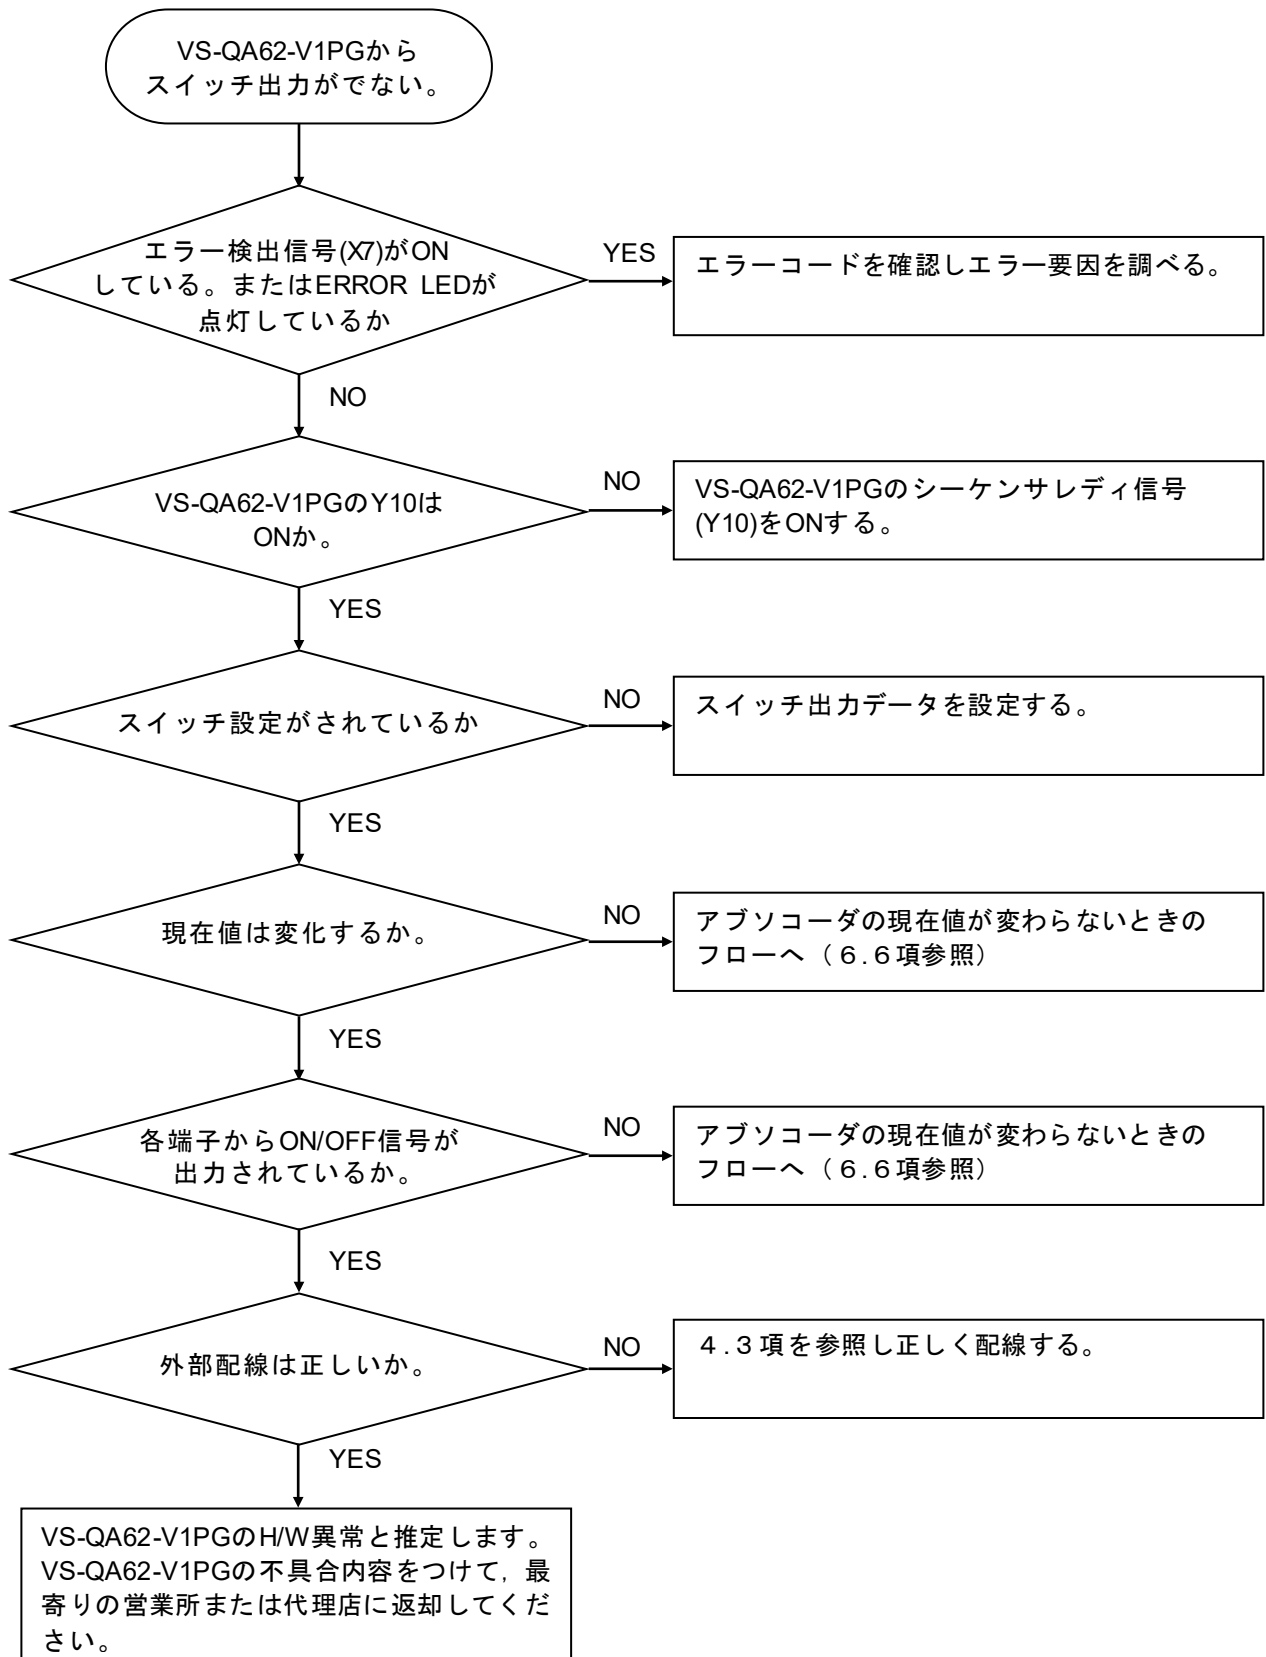 VS-QA62-V1PGから
スイッチ出力がでない。
エラー検出信号(X7)がON
している。またはERROR LEDが
点灯しているか
YES
エラーコードを確認しエラー要因を調べる。
NO
VS-QA62-V1PGのY10は
ONか。
NO
VS-QA62-V1PGのシーケンサレディ信号
(Y10)をONする。
YES
スイッチ設定がされているか
NO
スイッチ出力データを設定する。
YES
現在値は変化するか。
NO
アブソコーダの現在値が変わらないときの
フローへ（６.６項参照）
YES
各端子からON/OFF信号が
出力されているか。
NO
アブソコーダの現在値が変わらないときの
フローへ（６.６項参照）
YES
外部配線は正しいか。
NO
４.３項を参照し正しく配線する。
YES
VS-QA62-V1PGのH/W異常と推定します。
VS-QA62-V1PGの不具合内容をつけて，最
寄りの営業所または代理店に返却してくだ
さい。